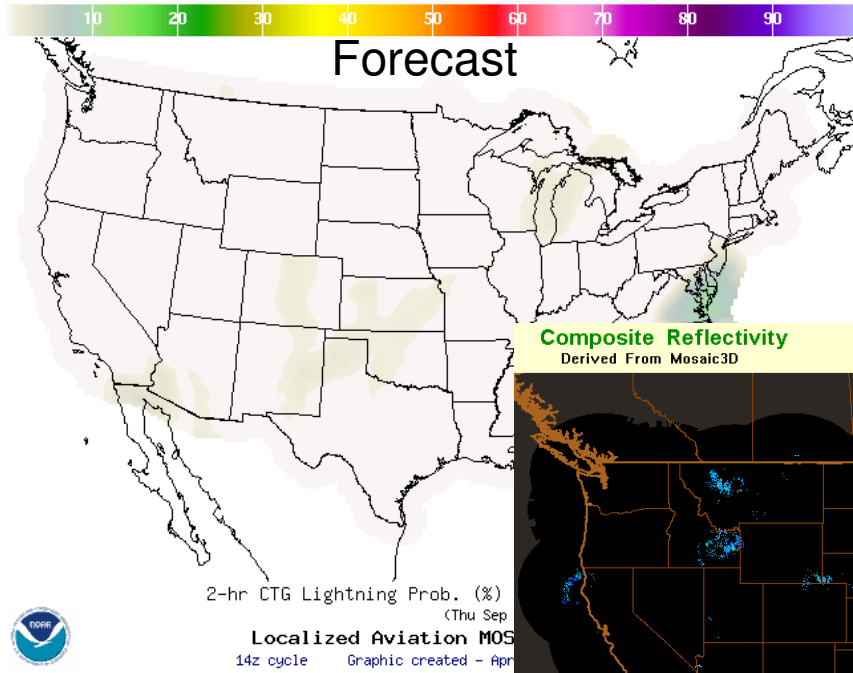 10 20 30 40 50 60 70 80 90
Forecast
Composite Reflectivity
Derived From Mosaic3D
2-hr CTG Lightning Prob. (%)
(Thu Sep
Localized Aviation MOS
14z cycle Graphic created - Apr
NOAA